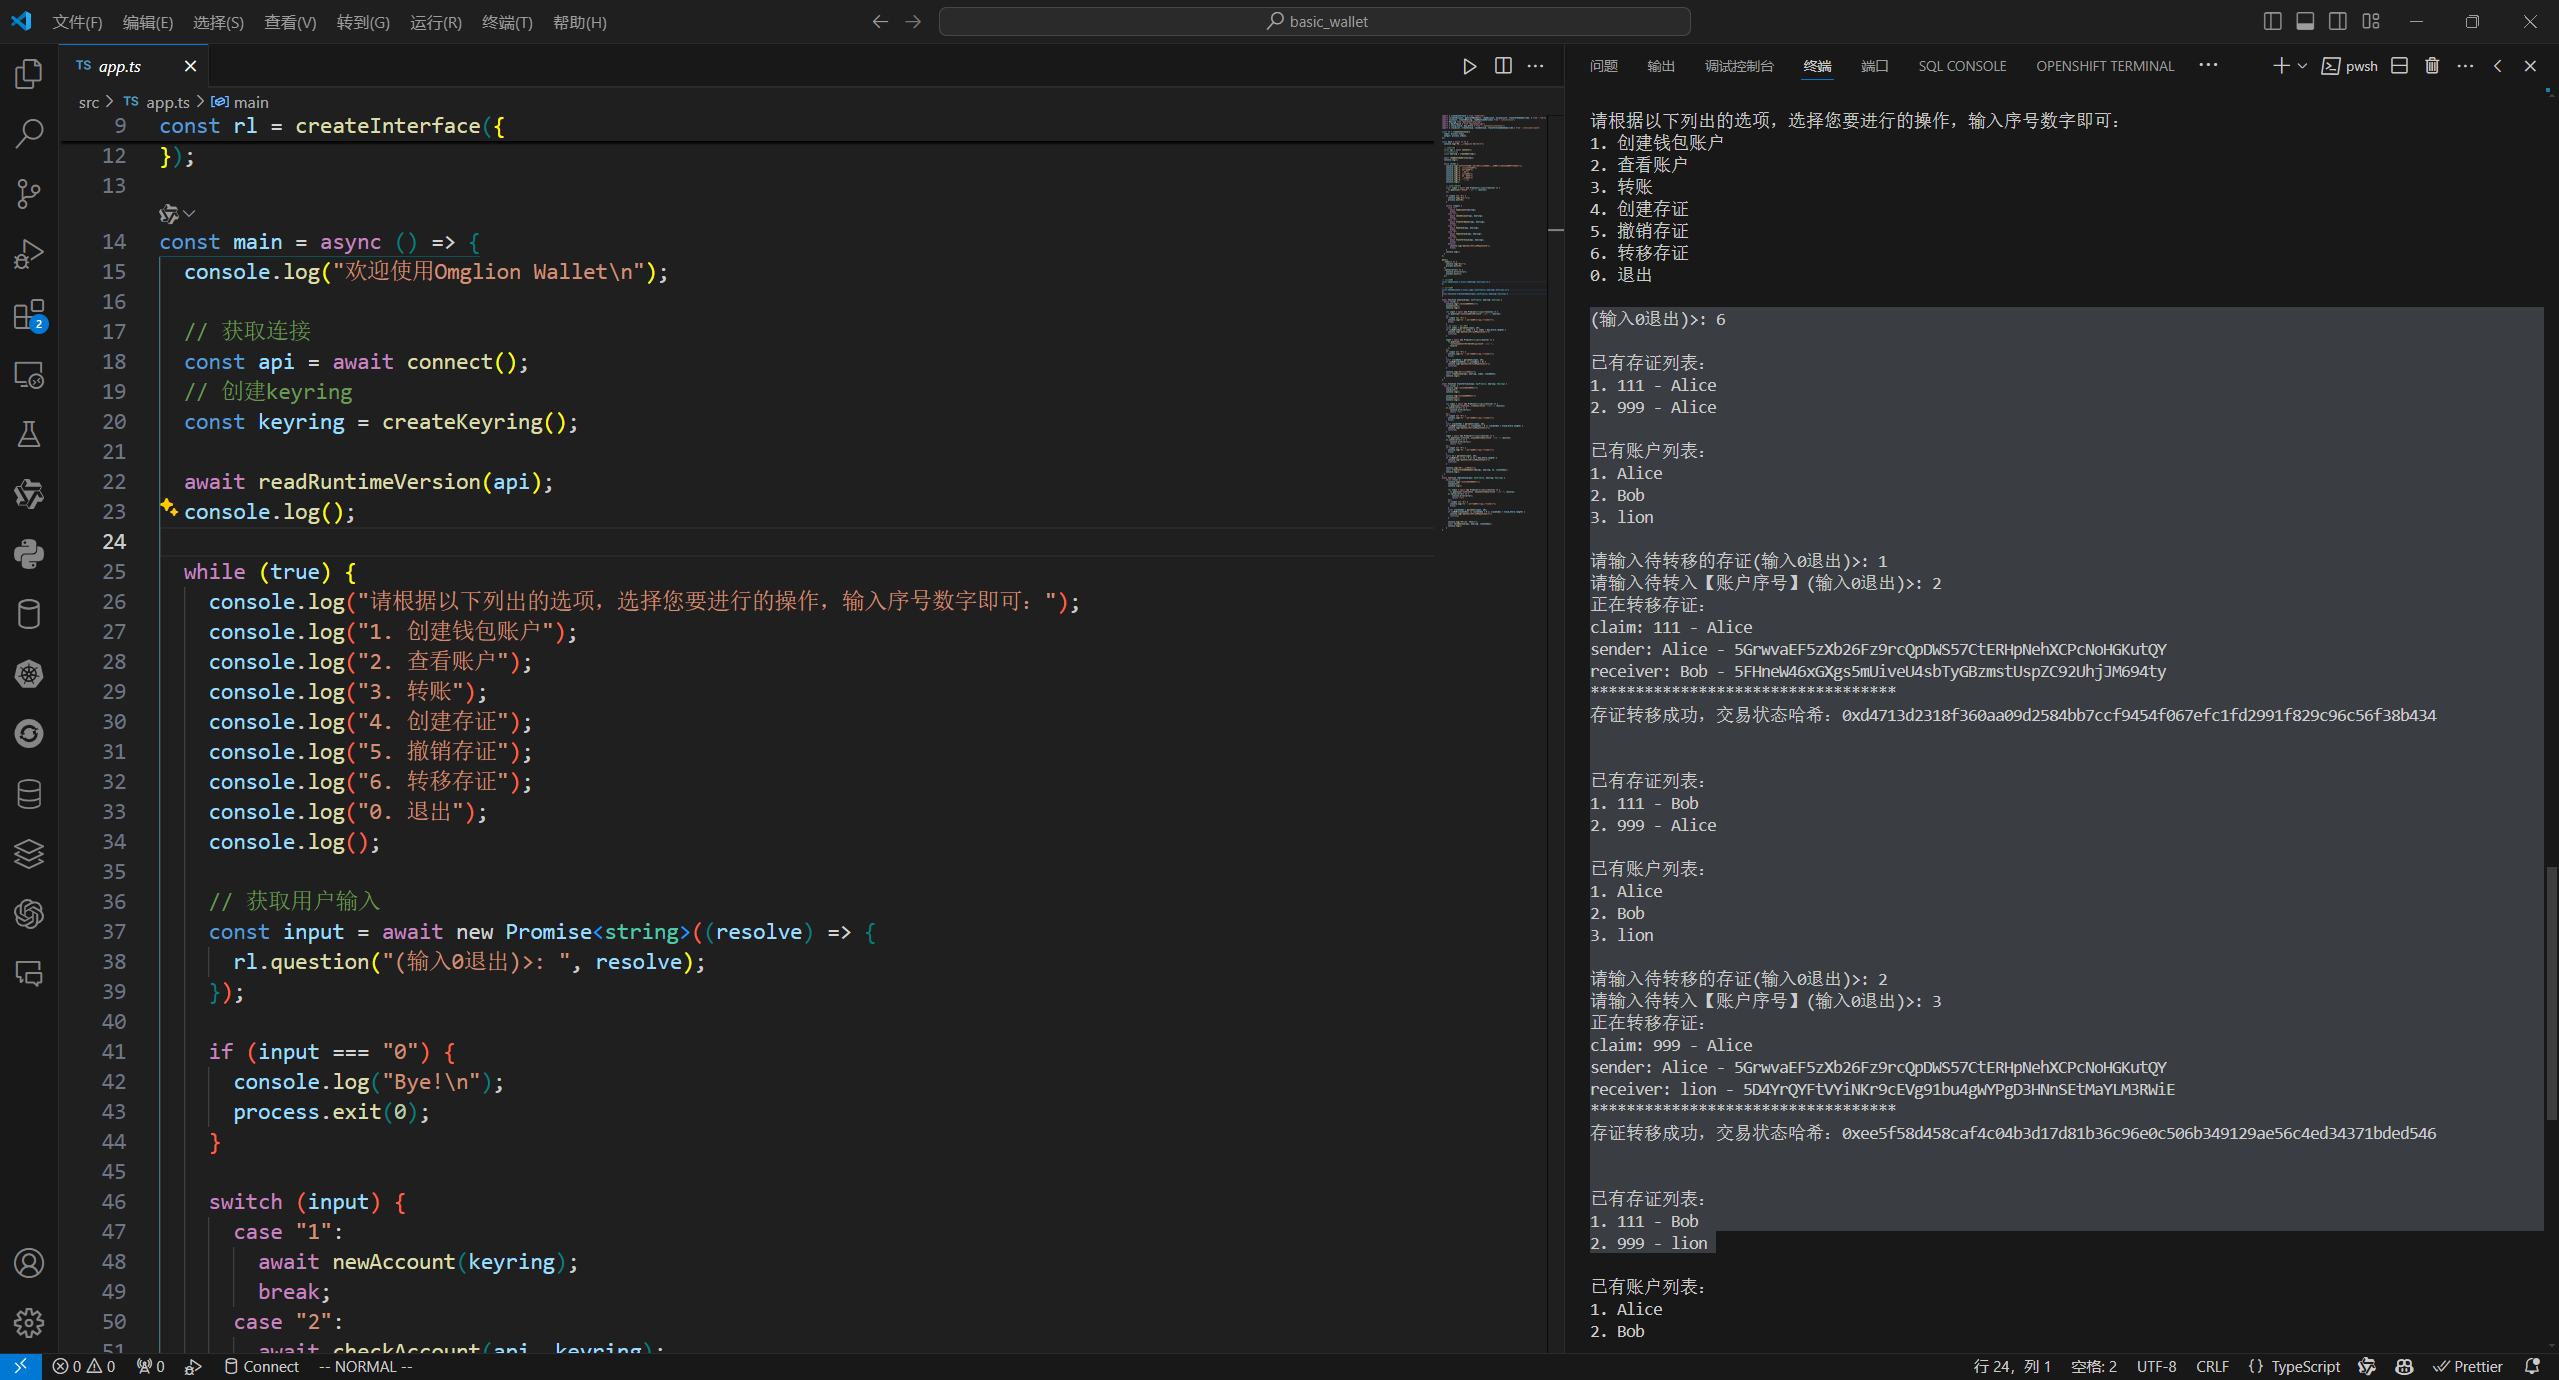 文件(F) 编辑(E) 选择(S) 查看(V) 转到(G) 运行(R) 终端(T) 帮助(H)
basic_wallet
TS app.ts
src > TS app.ts > main
9 const rl = createInterface({
12 });
13
14 const main = async () => {
15 console.log("欢迎使用Omglion Wallet\n");
16
17 // 获取连接
18 const api = await connect();
19 // 创建keyring
20 const keyring = createKeyring();
21
22 await readRuntimeVersion(api);
23 console.log();
24
25 while (true) {
26 console.log("请根据以下列出的选项，选择您要进行的操作，输入序号数字即可：");
27 console.log("1. 创建钱包账户");
28 console.log("2. 查看账户");
29 console.log("3. 转账");
30 console.log("4. 创建存证");
31 console.log("5. 撤销存证");
32 console.log("6. 转移存证");
33 console.log("0. 退出");
34 console.log();
35
36 // 获取用户输入
37 const input = await new Promise<string>((resolve) => {
38 rl.question("(输入0退出)>: ", resolve);
39 });
40
41 if (input === "0") {
42 console.log("Bye!\n");
43 process.exit(0);
44 }
45
46 switch (input) {
47 case "1":
48 await newAccount(keyring);
49 break;
50 case "2":
51 await checkAccount(api, keyring);
问题 输出 调试控制台 终端 端口 SQL CONSOLE OPENSHIFT TERMINAL ··· pwsh
请根据以下列出的选项，选择您要进行的操作，输入序号数字即可：
1. 创建钱包账户
2. 查看账户
3. 转账
4. 创建存证
5. 撤销存证
6. 转移存证
0. 退出
(输入0退出)>: 6
已有存证列表：
1. 111 - Alice
2. 999 - Alice
已有账户列表：
1. Alice
2. Bob
3. lion
请输入待转移的存证(输入0退出)>: 1
请输入待转入【账户序号】(输入0退出)>: 2
正在转移存证：
claim: 111 - Alice
sender: Alice - 5GrwvaEF5zXb26Fz9rcQpDWS57CtERHpNehXCPcNoHGKutQY
receiver: Bob - 5FHneW46xGXgs5mUiveU4sbTyGBzmstUspZC92UhjJM694ty
**********************************
存证转移成功，交易状态哈希：0xd4713d2318f360aa09d2584bb7ccf9454f067efc1fd2991f829c96c56f38b434
已有存证列表：
1. 111 - Bob
2. 999 - Alice
已有账户列表：
1. Alice
2. Bob
3. lion
请输入待转移的存证(输入0退出)>: 2
请输入待转入【账户序号】(输入0退出)>: 3
正在转移存证：
claim: 999 - Alice
sender: Alice - 5GrwvaEF5zXb26Fz9rcQpDWS57CtERHpNehXCPcNoHGKutQY
receiver: lion - 5D4YrQYFtVYiNKr9cEVg91bu4gWYPgD3HNnSEtMaYLM3RWiE
**********************************
存证转移成功，交易状态哈希：0xee5f58d458caf4c04b3d17d81b36c96e0c506b349129ae56c4ed34371bded546
已有存证列表：
1. 111 - Bob
2. 999 - lion
已有账户列表：
1. Alice
2. Bob
2
0 0 0 Connect -- NORMAL -- 行 24，列 1 空格: 2 UTF-8 CRLF {} TypeScript Prettier